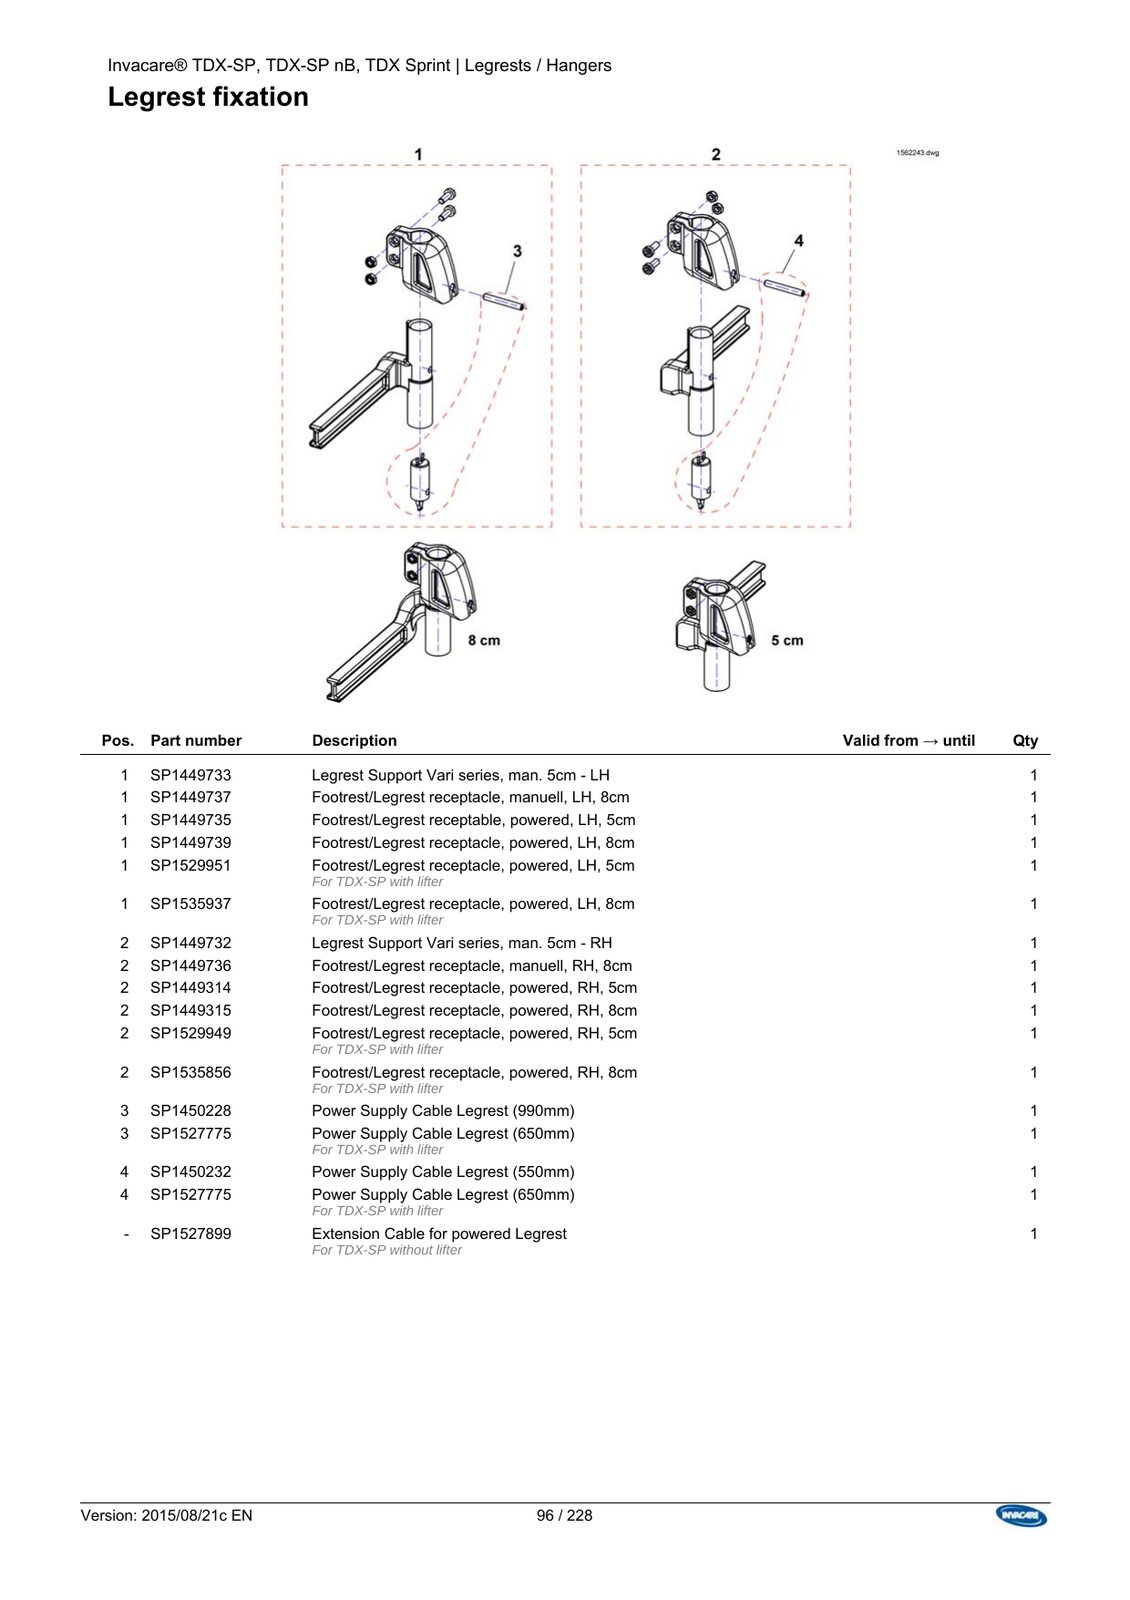 Invacare® TDX-SP, TDX-SP nB, TDX Sprint | Legrests / Hangers
Legrest fixation
1
2
1562243.dwg
3
4
8 cm
5 cm
Pos. Part number Description Valid from → until Qty
1 SP1449733 Legrest Support Vari series, man. 5cm - LH 1
1 SP1449737 Footrest/Legrest receptacle, manuell, LH, 8cm 1
1 SP1449735 Footrest/Legrest receptable, powered, LH, 5cm 1
1 SP1449739 Footrest/Legrest receptacle, powered, LH, 8cm 1
1 SP1529951 Footrest/Legrest receptacle, powered, LH, 5cm 1
For TDX-SP with lifter
1 SP1535937 Footrest/Legrest receptacle, powered, LH, 8cm 1
For TDX-SP with lifter
2 SP1449732 Legrest Support Vari series, man. 5cm - RH 1
2 SP1449736 Footrest/Legrest receptacle, manuell, RH, 8cm 1
2 SP1449314 Footrest/Legrest receptacle, powered, RH, 5cm 1
2 SP1449315 Footrest/Legrest receptacle, powered, RH, 8cm 1
2 SP1529949 Footrest/Legrest receptacle, powered, RH, 5cm 1
For TDX-SP with lifter
2 SP1535856 Footrest/Legrest receptacle, powered, RH, 8cm 1
For TDX-SP with lifter
3 SP1450228 Power Supply Cable Legrest (990mm) 1
3 SP1527775 Power Supply Cable Legrest (650mm) 1
For TDX-SP with lifter
4 SP1450232 Power Supply Cable Legrest (550mm) 1
4 SP1527775 Power Supply Cable Legrest (650mm) 1
For TDX-SP with lifter
- SP1527899 Extension Cable for powered Legrest 1
For TDX-SP without lifter
Version: 2015/08/21c EN 96 / 228 INVACARE